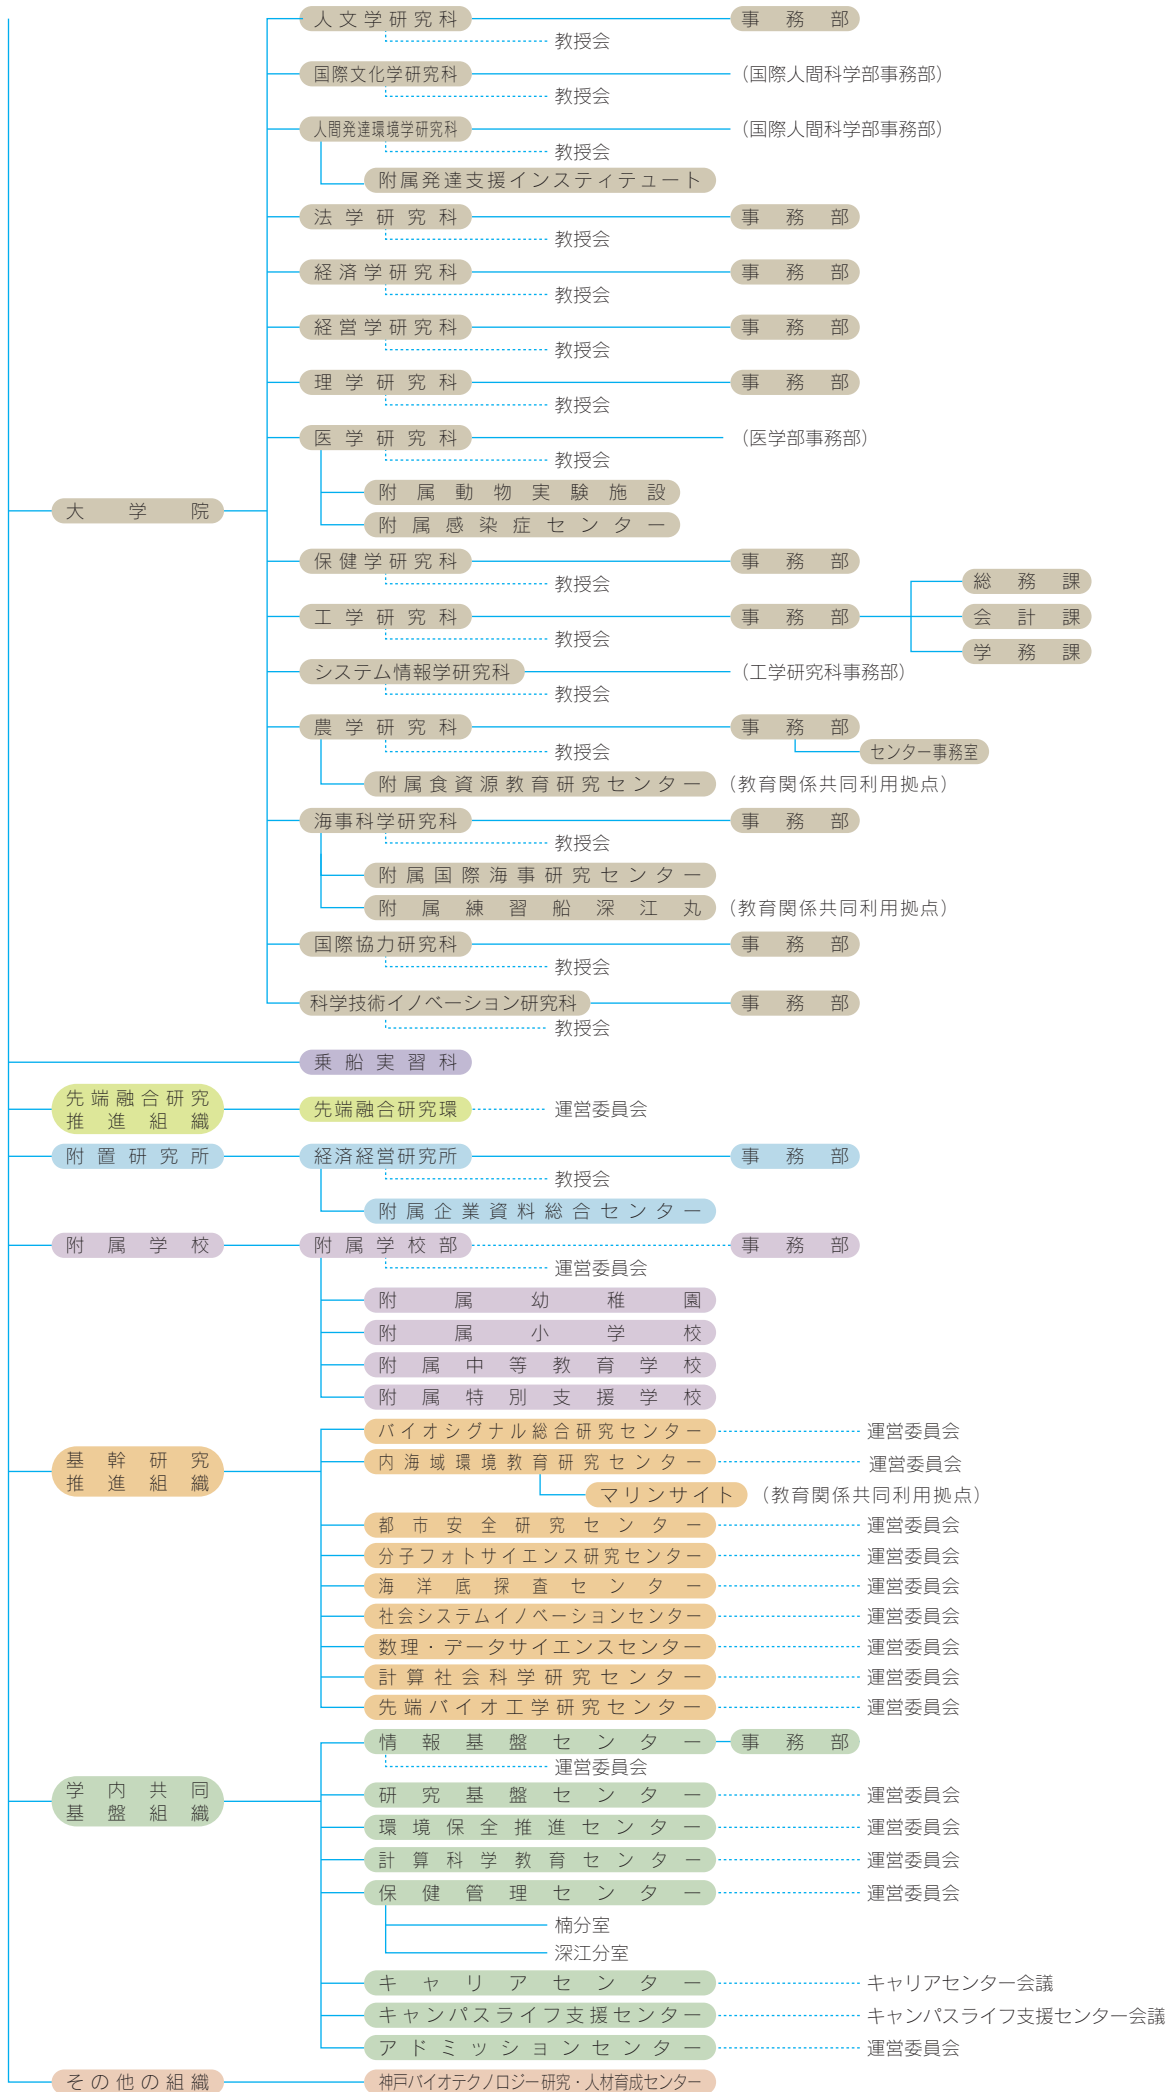 人文学研究科 事務部
教授会
国際文化学研究科 (国際人間科学部事務部)
教授会
人間発達環境学研究科 (国際人間科学部事務部)
教授会
附属発達支援インスティテュート
法学研究科 事務部
教授会
経済学研究科 事務部
教授会
経営学研究科 事務部
教授会
理学研究科 事務部
教授会
医学研究科 (医学部事務部)
教授会
附属動物実験施設
大学院
附属感染症センター
保健学研究科 事務部
教授会
総務課
工学研究科 事務部 会計課
教授会
学務課
システム情報学研究科 (工学研究科事務部)
教授会
農学研究科 事務部
教授会 センター事務室
附属食資源教育研究センター (教育関係共同利用拠点)
海事科学研究科 事務部
教授会
附属国際海事研究センター
附属練習船深江丸 (教育関係共同利用拠点)
国際協力研究科 事務部
教授会
科学技術イノベーション研究科 事務部
教授会
乗船実習科
先端融合研究
推進組織
先端融合研究環 運営委員会
附置研究所 経済経営研究所 事務部
教授会
附属企業資料総合センター
附属学校 附属学校部 事務部
運営委員会
附属幼稚園
附属小学校
附属中等教育学校
附属特別支援学校
バイオシグナル総合研究センター 運営委員会
基幹研究
推進組織
内海域環境教育研究センター 運営委員会
マリンサイト (教育関係共同利用拠点)
都市安全研究センター 運営委員会
分子フォトサイエンス研究センター 運営委員会
海洋底探査センター 運営委員会
社会システムイノベーションセンター 運営委員会
数理・データサイエンスセンター 運営委員会
計算社会科学研究センター 運営委員会
先端バイオ工学研究センター 運営委員会
情報基盤センター 事務部
運営委員会
学内共同
基盤組織
研究基盤センター 運営委員会
環境保全推進センター 運営委員会
計算科学教育センター 運営委員会
保健管理センター 運営委員会
楠分室
深江分室
キャリアセンター キャリアセンター会議
キャンパスライフ支援センター キャンパスライフ支援センター会議
アドミッションセンター 運営委員会
その他の組織 神戸バイオテクノロジー研究・人材育成センター